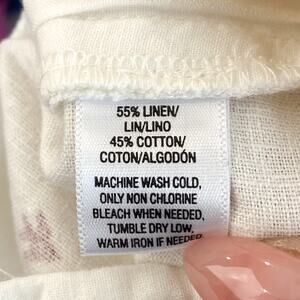 55% LINEN/
LIN/LINO
45% COTTON/
COTON/ALGODÓN
MACHINE WASH COLD,
ONLY NON CHLORINE
BLEACH WHEN NEEDED,
TUMBLE DRY LOW,
WARM IRON IF NEEDED